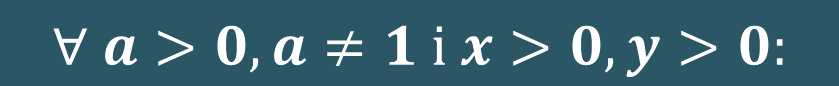 ∀ a > 0, a ≠ 1 i x > 0, y > 0: